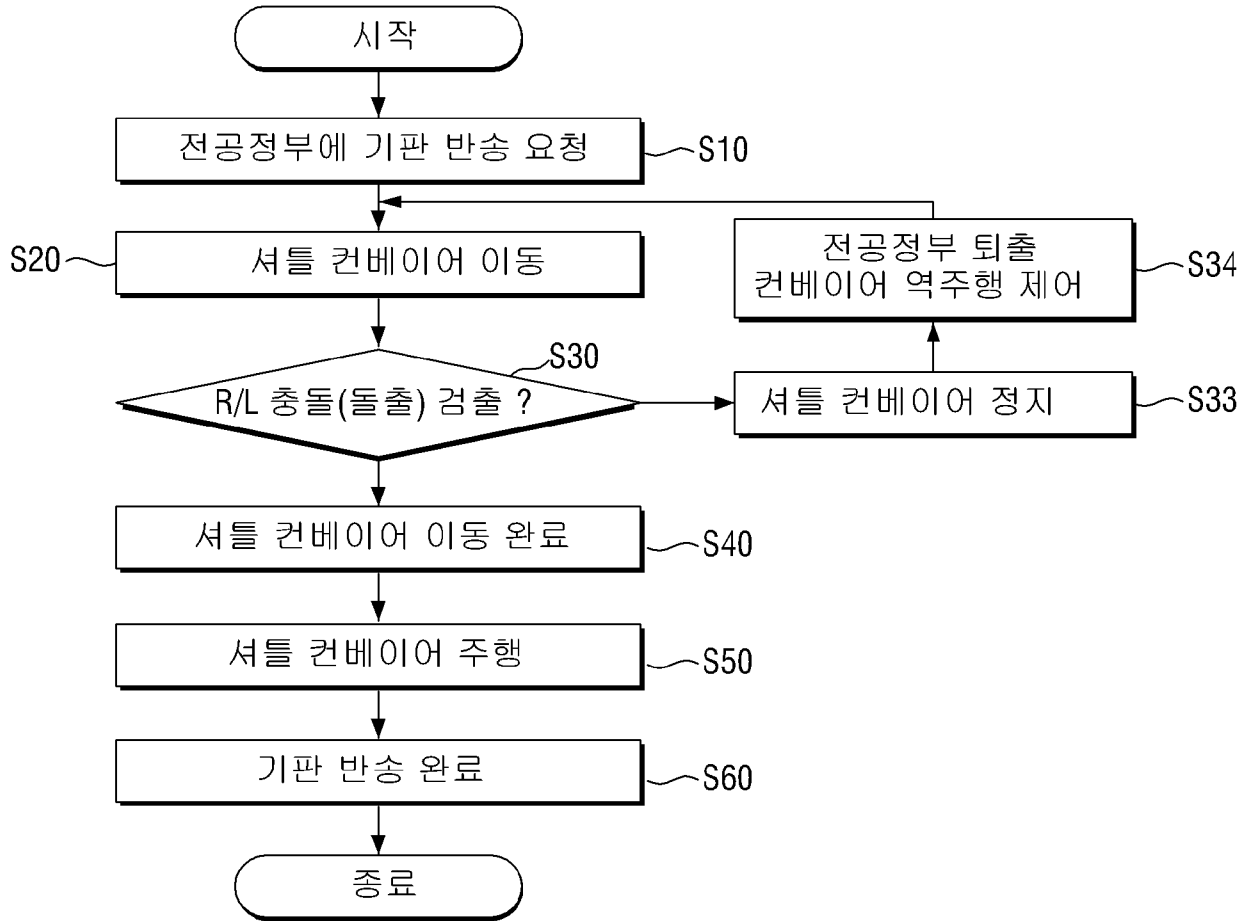 시작
전공정부에 기판 반송 요청
S10
S20
셔틀 컨베이어 이동
전공정부 퇴출
컨베이어 역주행 제어
S34
S30
R/L 충돌(돌출) 검출 ?
셔틀 컨베이어 정지
S33
셔틀 컨베이어 이동 완료
S40
셔틀 컨베이어 주행
S50
기판 반송 완료
S60
종료